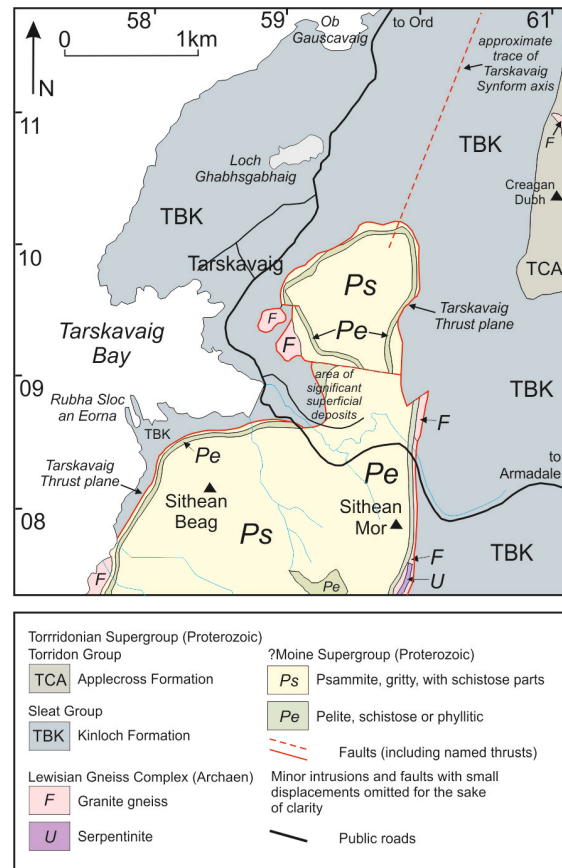 58
59
61
0
1km
N
Ob
Gauscavaig
to Ord
approximate
trace of
Tarskavaig
Synform axis
11
TBK
F
Loch
Ghabhsgabhaig
TBK
Creagan
Dubh
10
Tarskavaig
TCA
Ps
Tarskavaig
Thrust plane
F
Pe
Tarskavaig
Bay
F
09
area of
significant
superficial
deposits
TBK
Rubha Sloc
an Eorna
F
TBK
Pe
to
Armadale
Tarskavaig
Thrust plane
Pe
Sithean
Beag
Sithean
Mor
08
Ps
F
TBK
F
Pe
U
Torrridonian Supergroup (Proterozoic)
Torridon Group
TCA Applecross Formation
Sleat Group
TBK Kinloch Formation
Lewisian Gneiss Complex (Archaen)
F Granite gneiss
U Serpentinite
?Moine Supergroup (Proterozoic)
Ps Psammite, gritty, with schistose parts
Pe Pelite, schistose or phyllitic
Faults (including named thrusts)
Minor intrusions and faults with small
displacements omitted for the sake
of clarity
Public roads